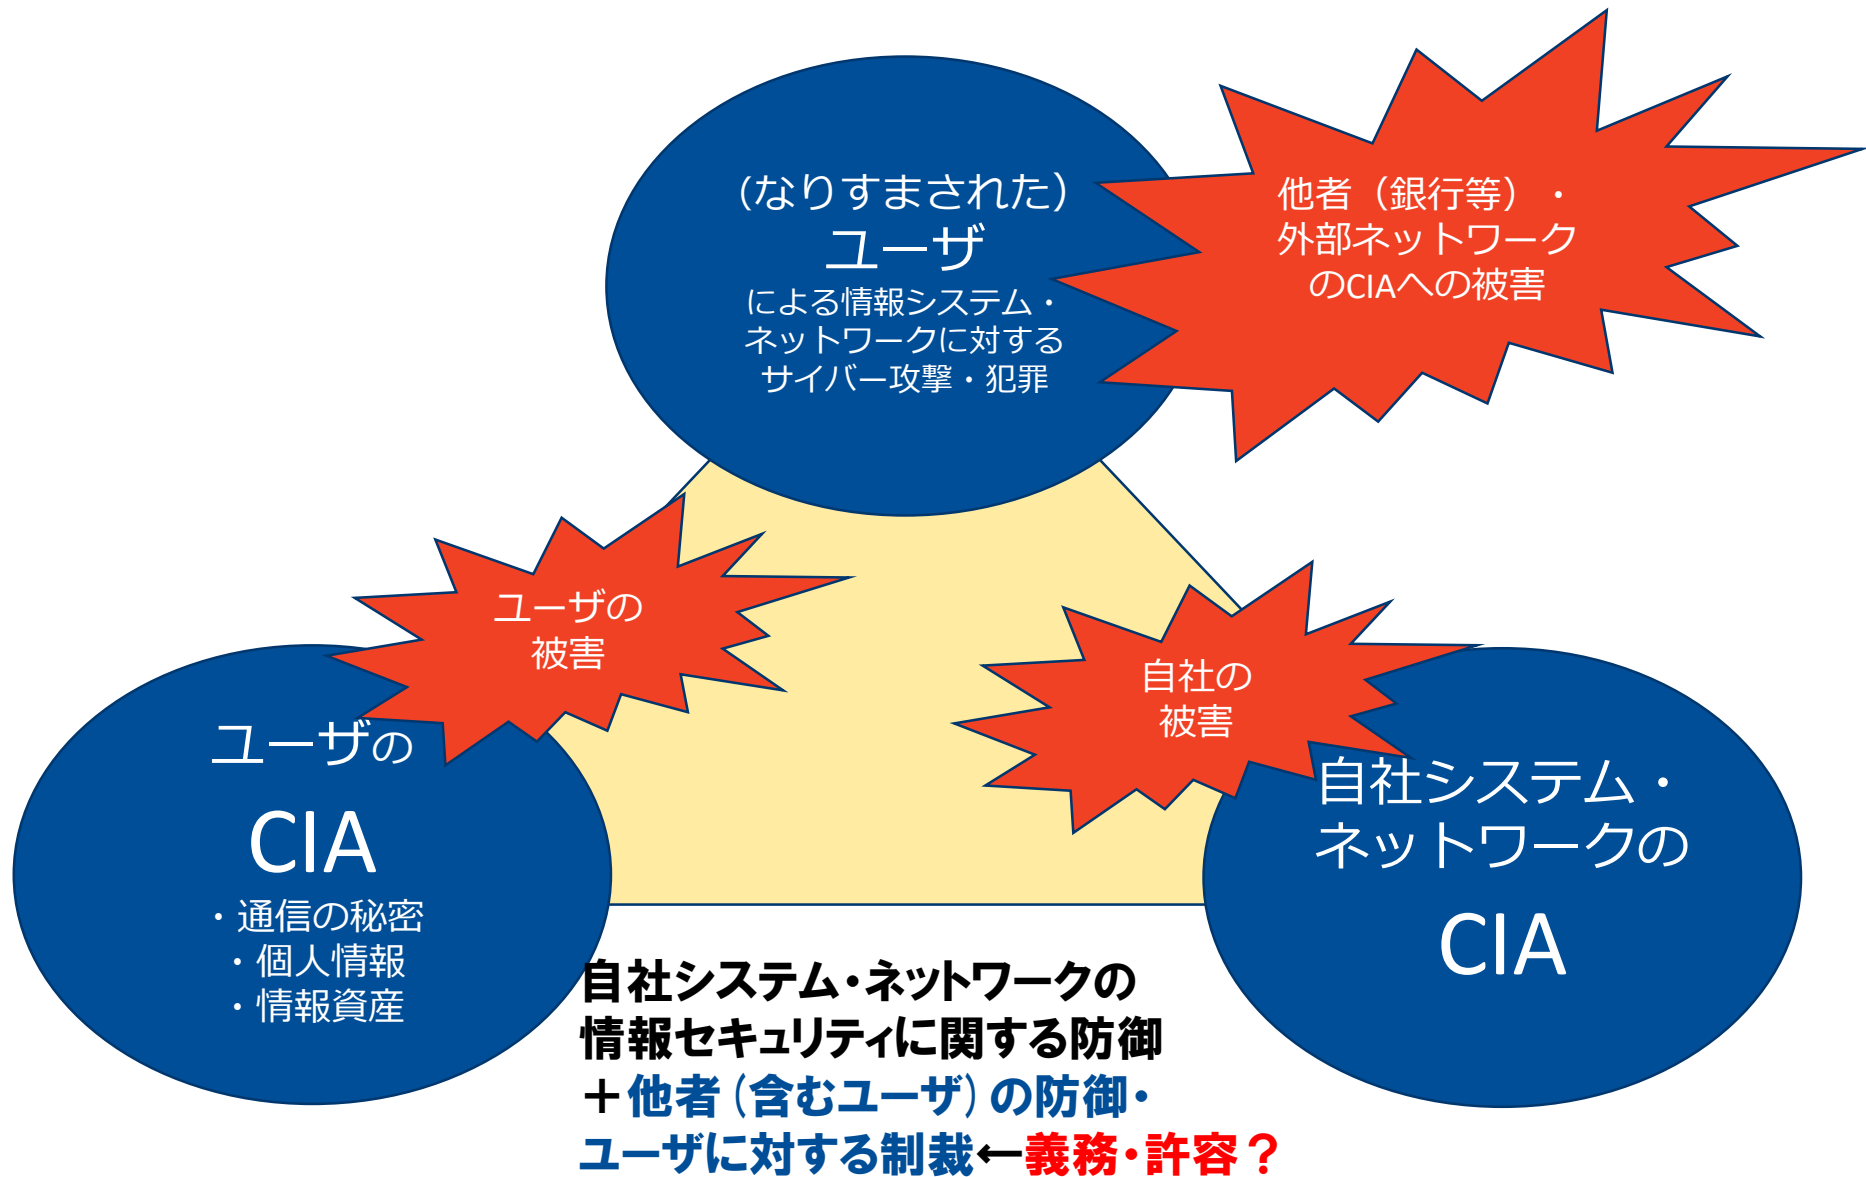 （なりすまされた）
ユーザ
による情報システム・
ネットワークに対する
サイバー攻撃・犯罪
他者（銀行等）・
外部ネットワーク
のCIAへの被害
ユーザの
被害
自社の
被害
ユーザの
CIA
・通信の秘密
・個人情報
・情報資産
自社システム・
ネットワークの
CIA
自社システム・ネットワークの
情報セキュリティに関する防御
＋他者（含むユーザ）の防御・
ユーザに対する制裁←義務・許容？